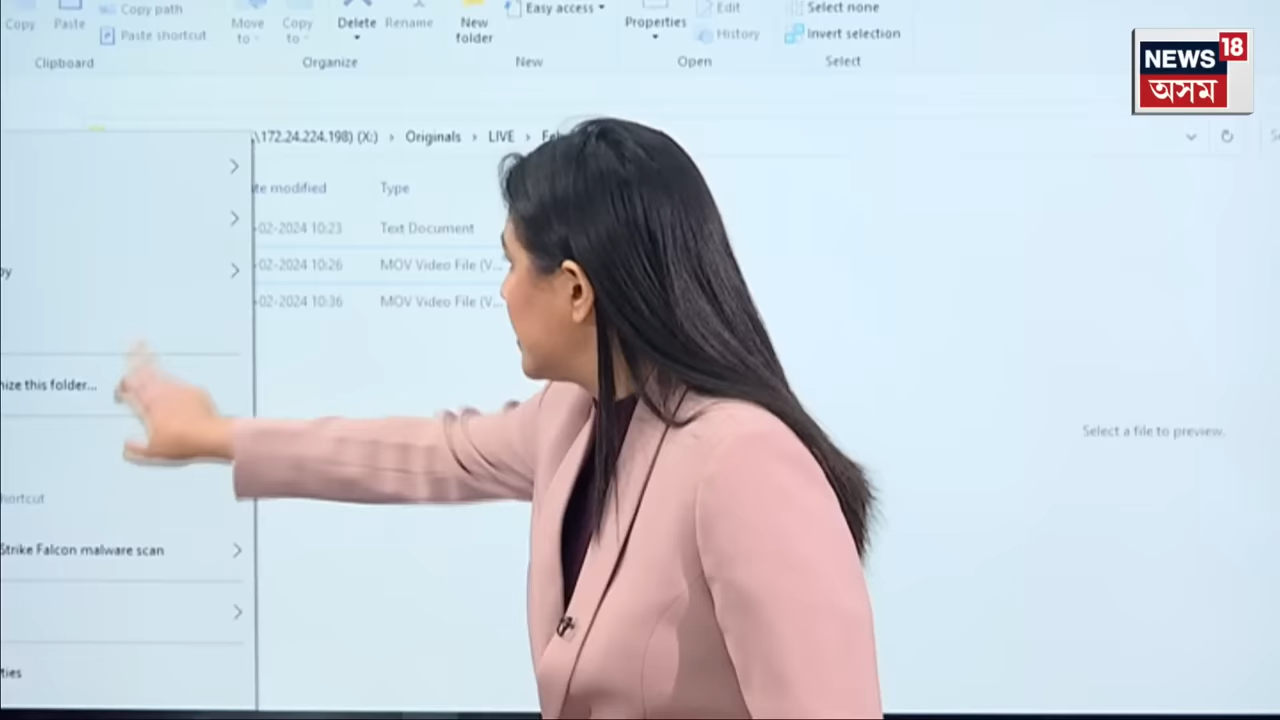 Copy
Paste
Copy path
Paste shortcut
Clipboard
Move to
Copy to
Delete
Rename
Organize
New folder
Easy access
New
Properties
Edit
History
Open
Select none
Invert selection
Select
NEWS 18
অসম
172.24.224.198) (X:) › Originals › LIVE ›
te modified
Type
-02-2024 10:23
Text Document
-02-2024 10:26
MOV Video File (V...
-02-2024 10:36
MOV Video File (V...
py
nize this folder...
hortcut
Strike Falcon malware scan
ties
Select a file to preview.